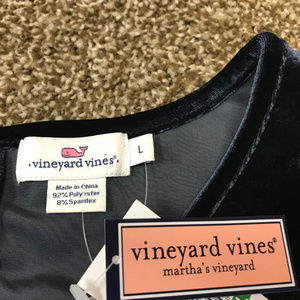 vineyard vines®
L
Made in China
92% Polyester
8% Spandex
vineyard vines®
martha's vineyard